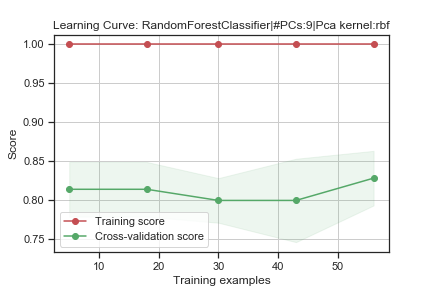 Learning Curve: RandomForestClassifier|#PCs:9|Pca kernel:rbf
1.00
0.95
0.90
0.85
0.80
0.75
Score
Training score
Cross-validation score
10 20 30 40 50
Training examples